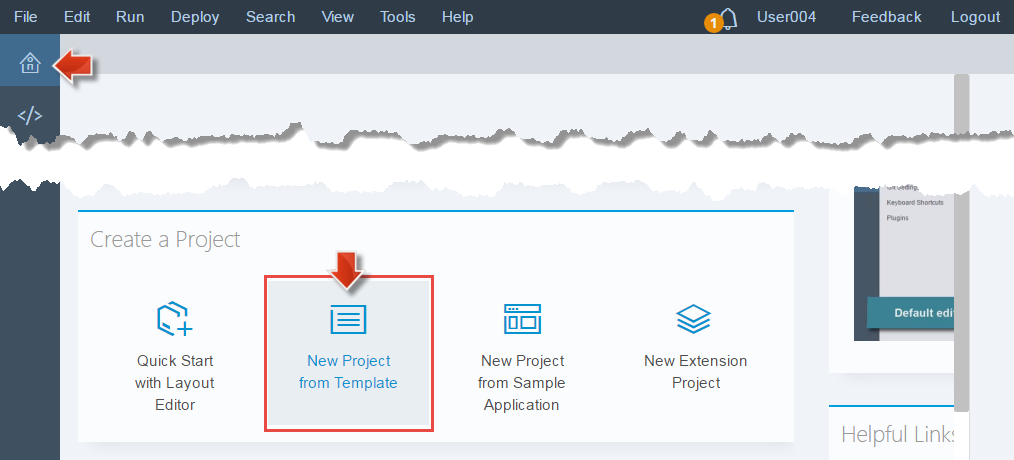 File Edit Run Deploy Search View Tools Help 1 User004 Feedback Logout
</>
Keyboard Shortcuts
Plugins
Create a Project
Default edi
Quick Start
with Layout
Editor
New Project
from Template
New Project
from Sample
Application
New Extension
Project
Helpful Links